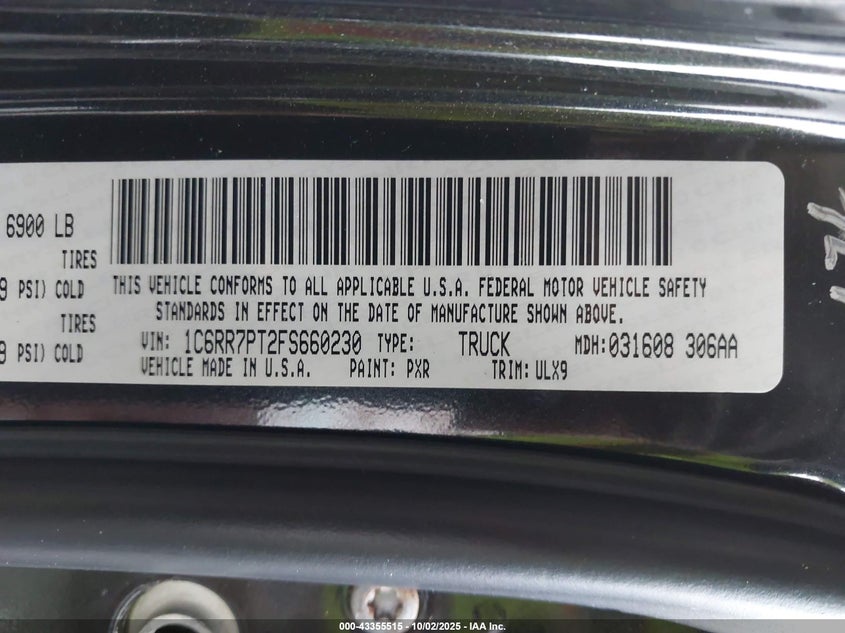 6900 LB
TIRES
9 PSI) COLD
TIRES
9 PSI) COLD
THIS VEHICLE CONFORMS TO ALL APPLICABLE U.S.A. FEDERAL MOTOR VEHICLE SAFETY
STANDARDS IN EFFECT ON THE DATE OF MANUFACTURE SHOWN ABOVE.
VIN: 1C6RR7PT2FS660230 TYPE: TRUCK MDH:031608 306AA
VEHICLE MADE IN U.S.A. PAINT: PXR TRIM:ULX9
000-43355515 - 10/02/2025 - IAA Inc.